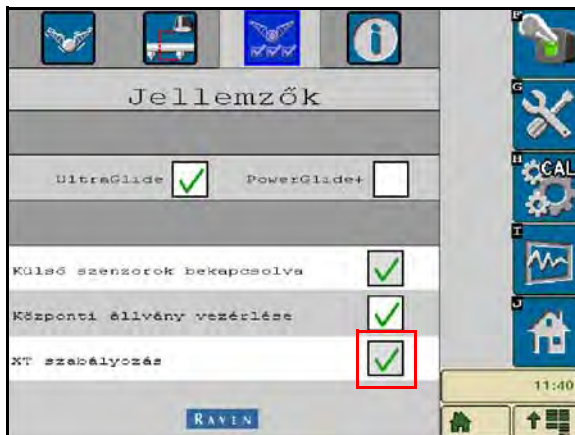 Jellemzők
UltraGlide PowerGlide+
Külső szenzorok bekapcsolva
Központi állvány vezérlése
XT szabályozás
RAVEN
F
G
H CAL
I
J
11:40